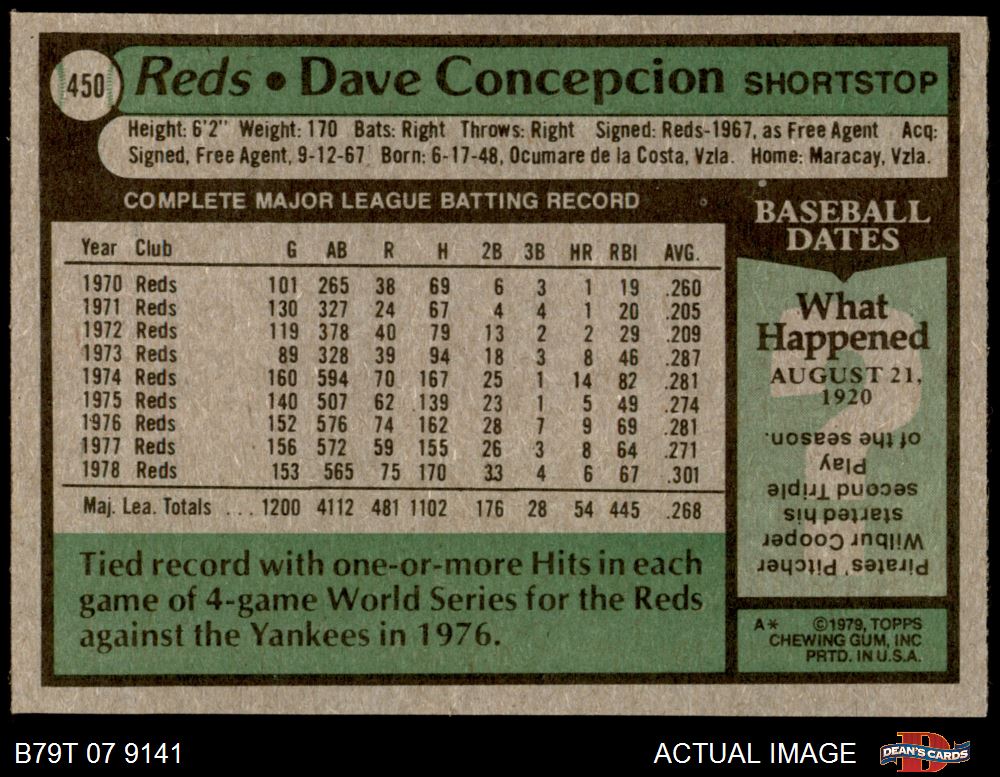 450 Reds • Dave Concepcion SHORTSTOP
Height: 6'2" Weight: 170 Bats: Right Throws: Right Signed: Reds-1967, as Free Agent Acq:
Signed, Free Agent, 9-12-67 Born: 6-17-48, Ocumare de la Costa, Vzla. Home: Maracay, Vzla.
COMPLETE MAJOR LEAGUE BATTING RECORD
Year Club G AB R H 2B 3B HR RBI AVG.
1970 Reds 101 265 38 69 6 3 1 19 .260
1971 Reds 130 327 24 67 4 4 1 20 .205
1972 Reds 119 378 40 79 13 2 2 29 .209
1973 Reds 89 328 39 94 18 3 8 46 .287
1974 Reds 160 594 70 167 25 1 14 82 .281
1975 Reds 140 507 62 139 23 1 5 49 .274
1976 Reds 152 576 74 162 28 7 9 69 .281
1977 Reds 156 572 59 155 26 3 8 64 .271
1978 Reds 153 565 75 170 33 4 6 67 .301
Maj. Lea. Totals ... 1200 4112 481 1102 176 28 54 445 .268
Tied record with one-or-more Hits in each
game of 4-game World Series for the Reds
against the Yankees in 1976.
BASEBALL
DATES
What
Happened
AUGUST 21,
1920
Pirates' Pitcher
Wilbur Cooper
started his
second Triple
Play
of the season.
A* ©1979, TOPPS
CHEWING GUM, INC
PRTD. IN U.S.A.
B79T 07 9141
ACTUAL IMAGE
DEAN'S CARDS